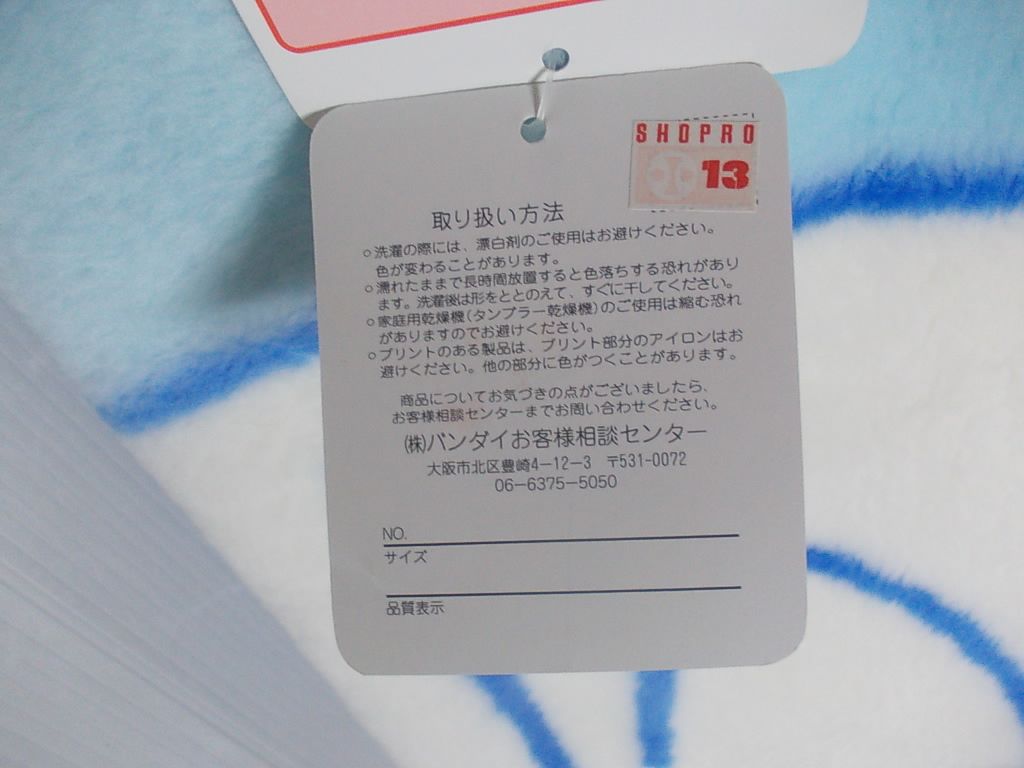 SHOPRO
13
取り扱い方法
○洗濯の際には、漂白剤のご使用はお避けください。
色が変わることがあります。
○濡れたままで長時間放置すると色落ちする恐れがあり
ます。洗濯後は形をととのえて、すぐに干してください。
○家庭用乾燥機(タンブラー乾燥機)のご使用は縮む恐れ
がありますのでお避けください。
○プリントのある製品は、プリント部分のアイロンはお
避けください。他の部分に色がつくことがあります。
商品についてお気づきの点がございましたら、
お客様相談センターまでお問い合わせください。
㈱バンダイお客様相談センター
大阪市北区豊崎4-12-3 〒531-0072
06-6375-5050
NO.
サイズ
品質表示